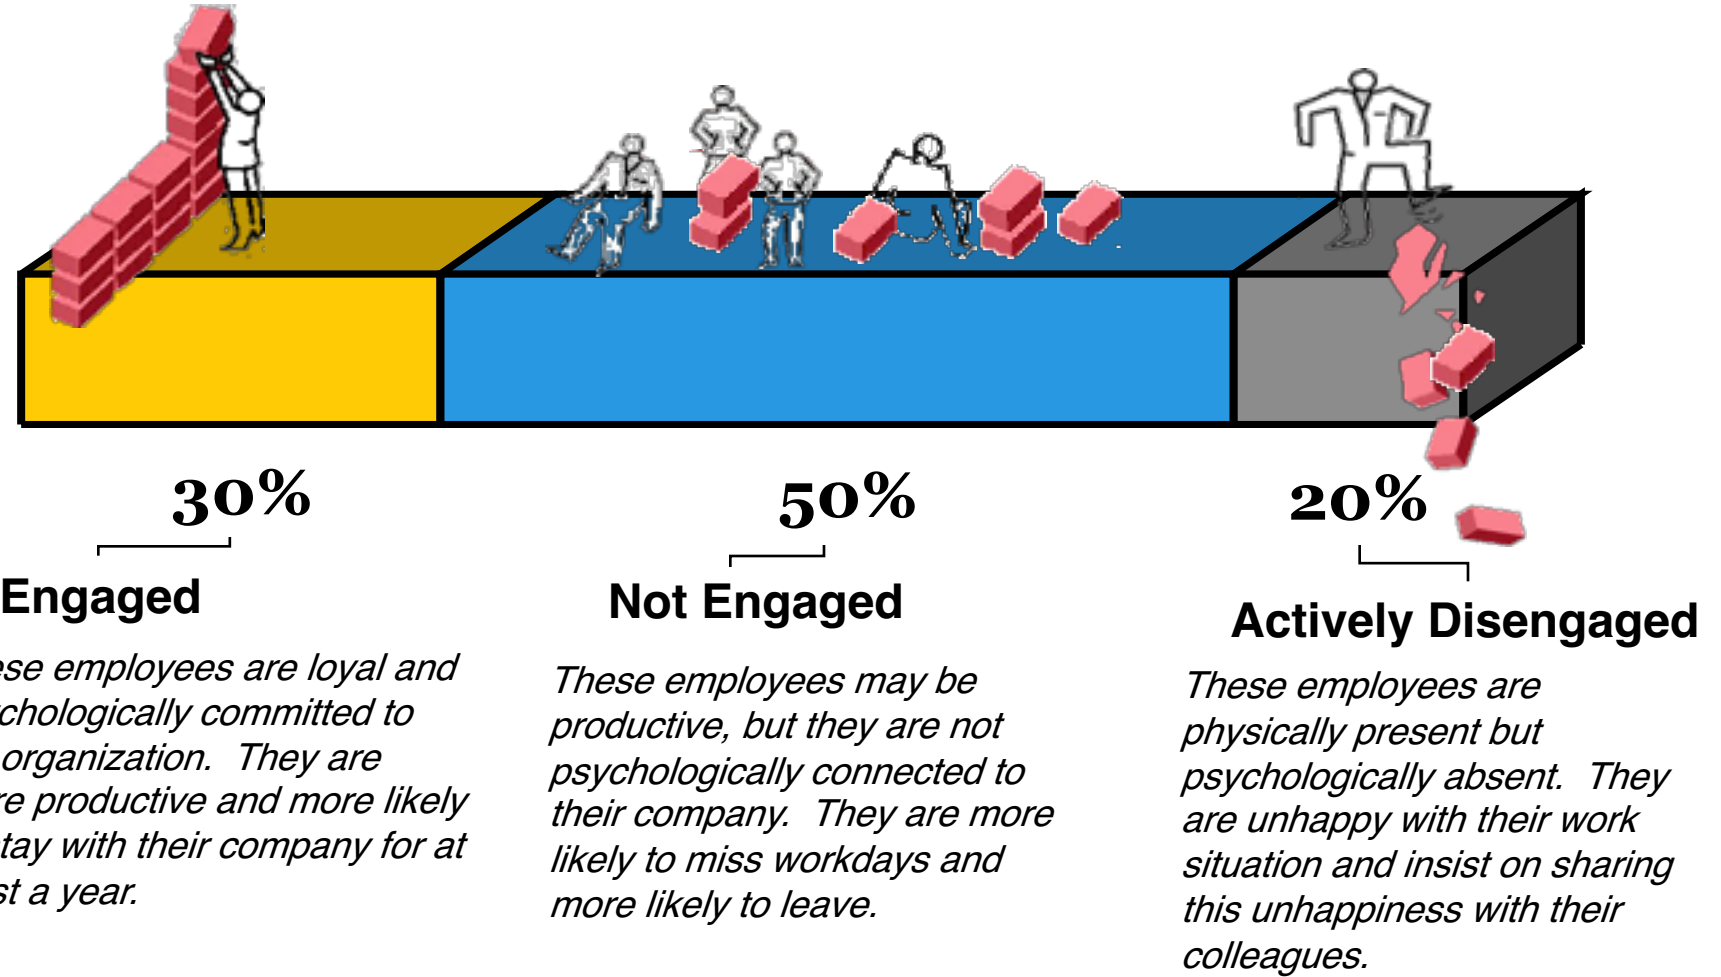 30%
Engaged
ese employees are loyal and
ychologically committed to
organization. They are
re productive and more likely
tay with their company for at
st a year.
50%
Not Engaged
These employees may be
productive, but they are not
psychologically connected to
their company. They are more
likely to miss workdays and
more likely to leave.
20%
Actively Disengaged
These employees are
physically present but
psychologically absent. They
are unhappy with their work
situation and insist on sharing
this unhappiness with their
colleagues.